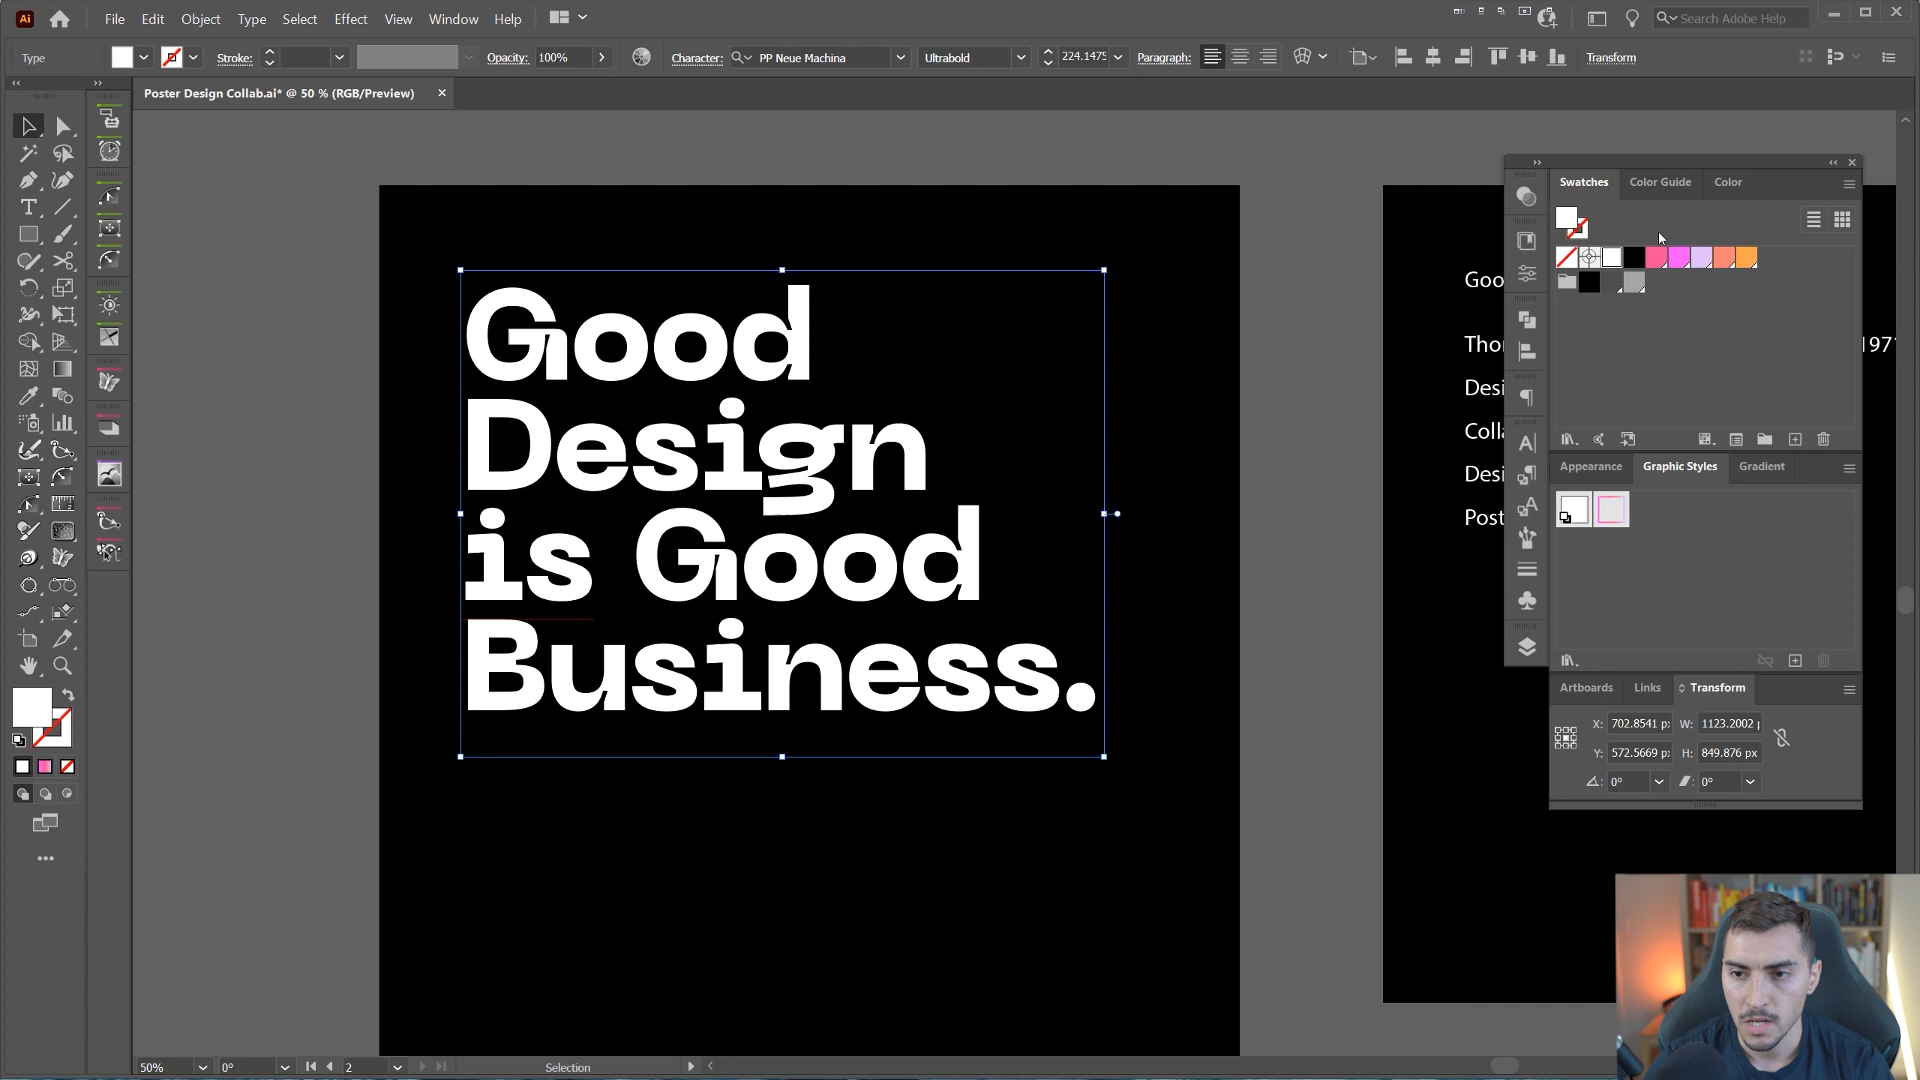 Ai File Edit Object Type Select Effect View Window Help Search Adobe Help
Type Stroke: Opacity: 100% Character: PP Neue Machina Ultrabold 224.1475 Paragraph: Transform
Poster Design Collab.ai* @ 50 % (RGB/Preview)
Swatches Color Guide Color
Good
Design
is Good
Business.
Goo
Thor
Desi
Colla
Desi
Post
197
Appearance Graphic Styles Gradient
Artboards Links Transform
X: 702.8541 px W: 1123.2002 p
Y: 572.5669 px H: 849.876 px
0° 0°
50% 0° 2 Selection